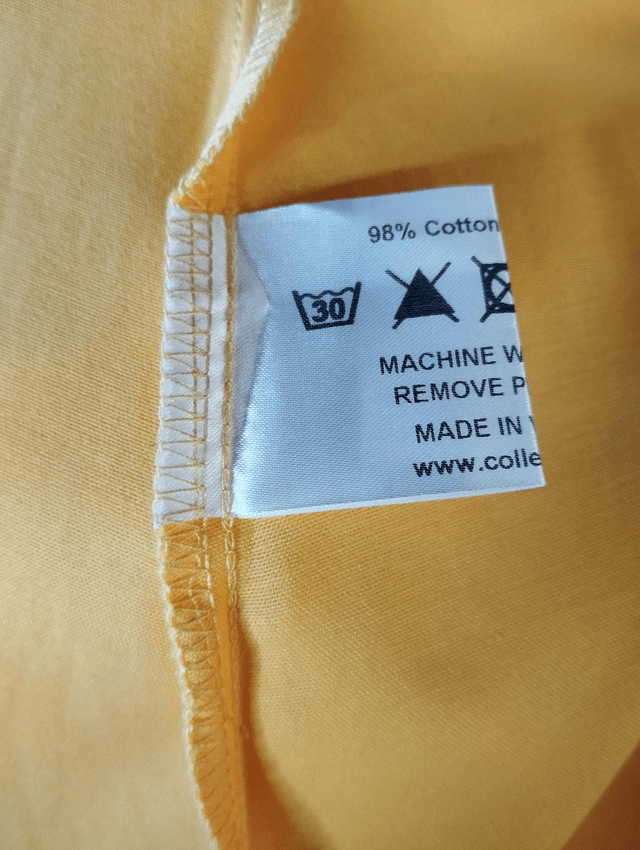 98% Cotton
30
MACHINE W
REMOVE P
MADE IN
www.colle